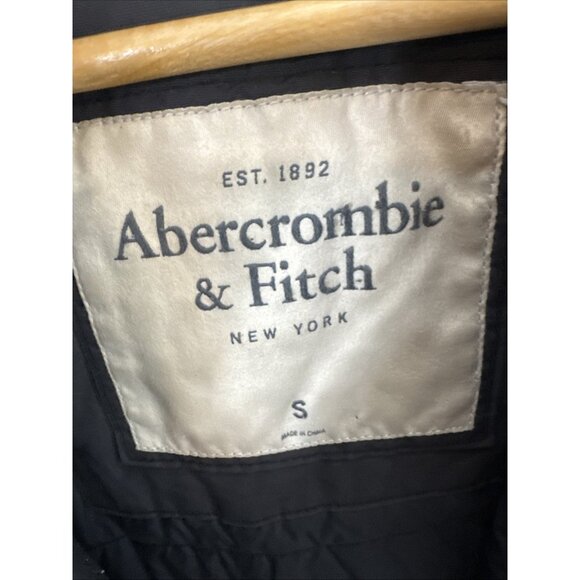 EST. 1892
Abercrombie
& Fitch
NEW YORK
S
MADE IN CHINA